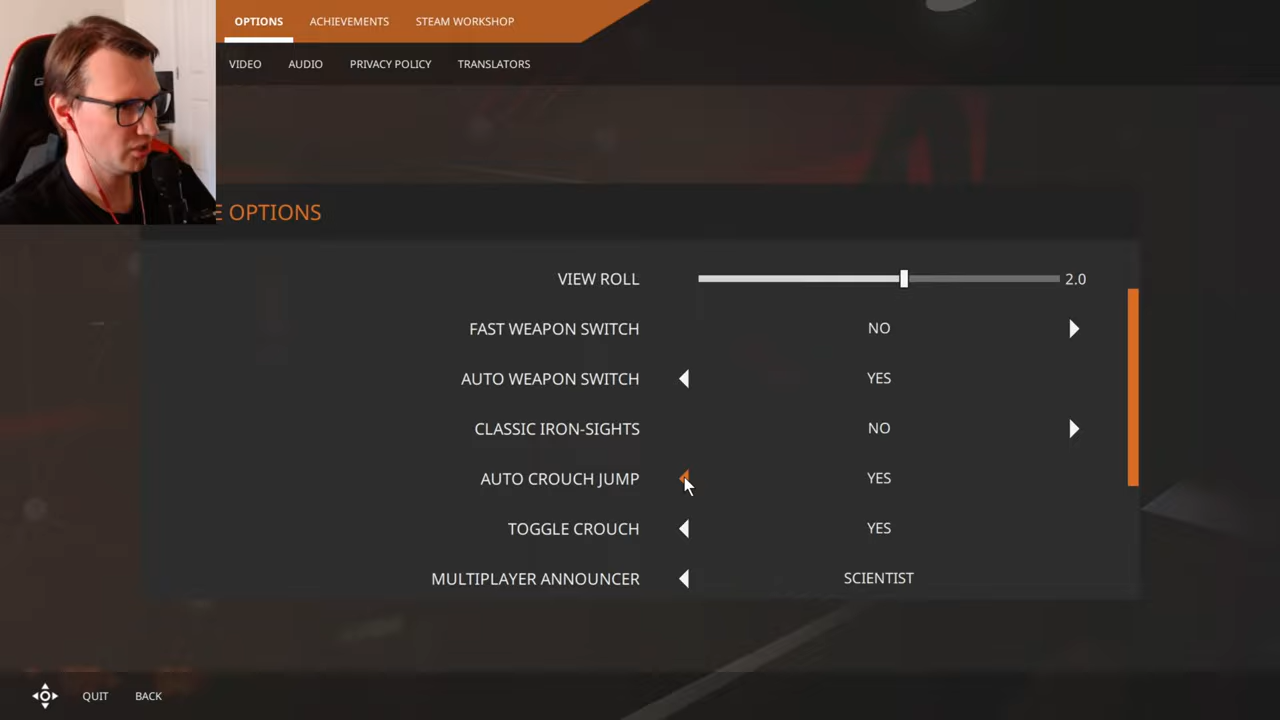 OPTIONS ACHIEVEMENTS STEAM WORKSHOP
VIDEO AUDIO PRIVACY POLICY TRANSLATORS
E OPTIONS
VIEW ROLL 2.0
FAST WEAPON SWITCH NO
AUTO WEAPON SWITCH YES
CLASSIC IRON-SIGHTS NO
AUTO CROUCH JUMP YES
TOGGLE CROUCH YES
MULTIPLAYER ANNOUNCER SCIENTIST
QUIT BACK